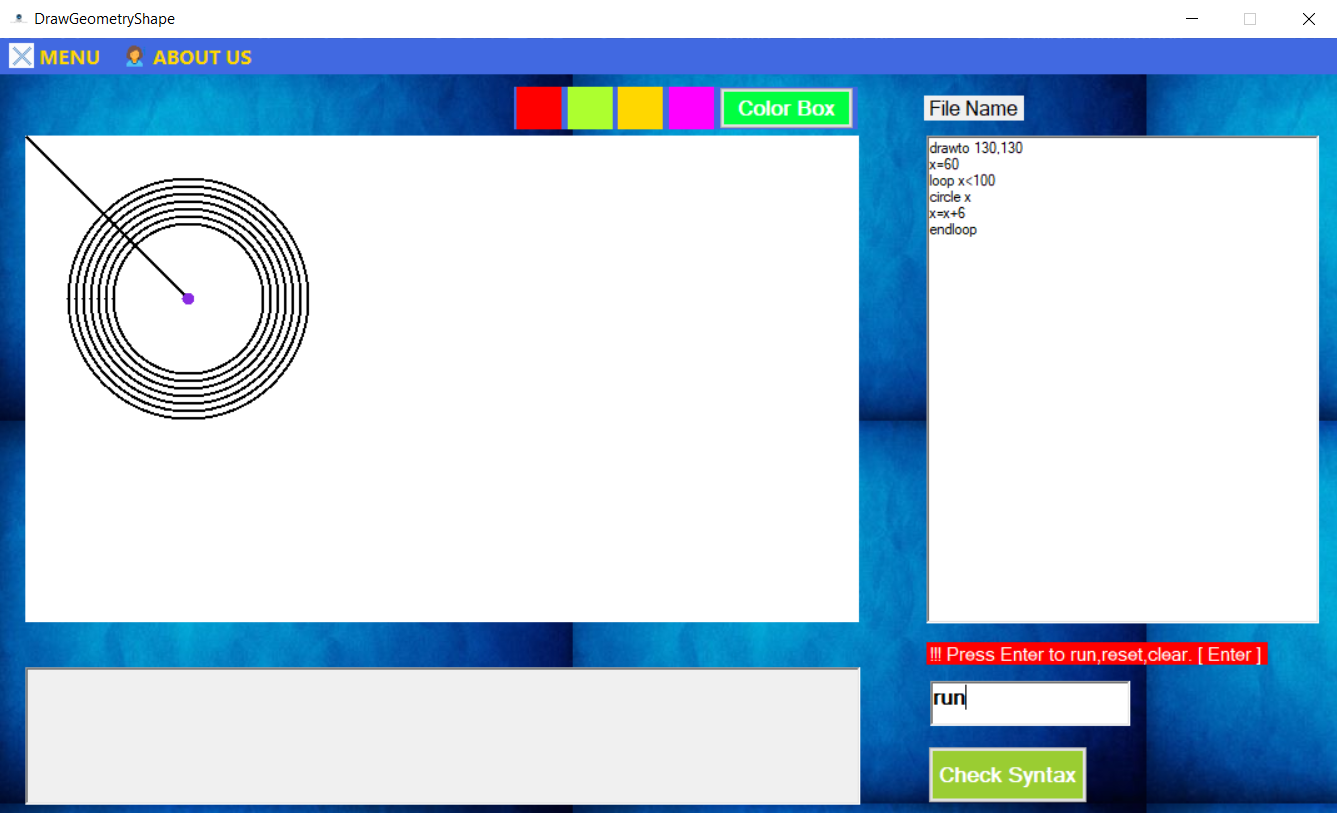 DrawGeometryShape
MENU
ABOUT US
Color Box
File Name
drawto 130,130
x=60
loop x<100
circle x
x=x+6
endloop
!!! Press Enter to run,reset,clear. [ Enter ]
run
Check Syntax